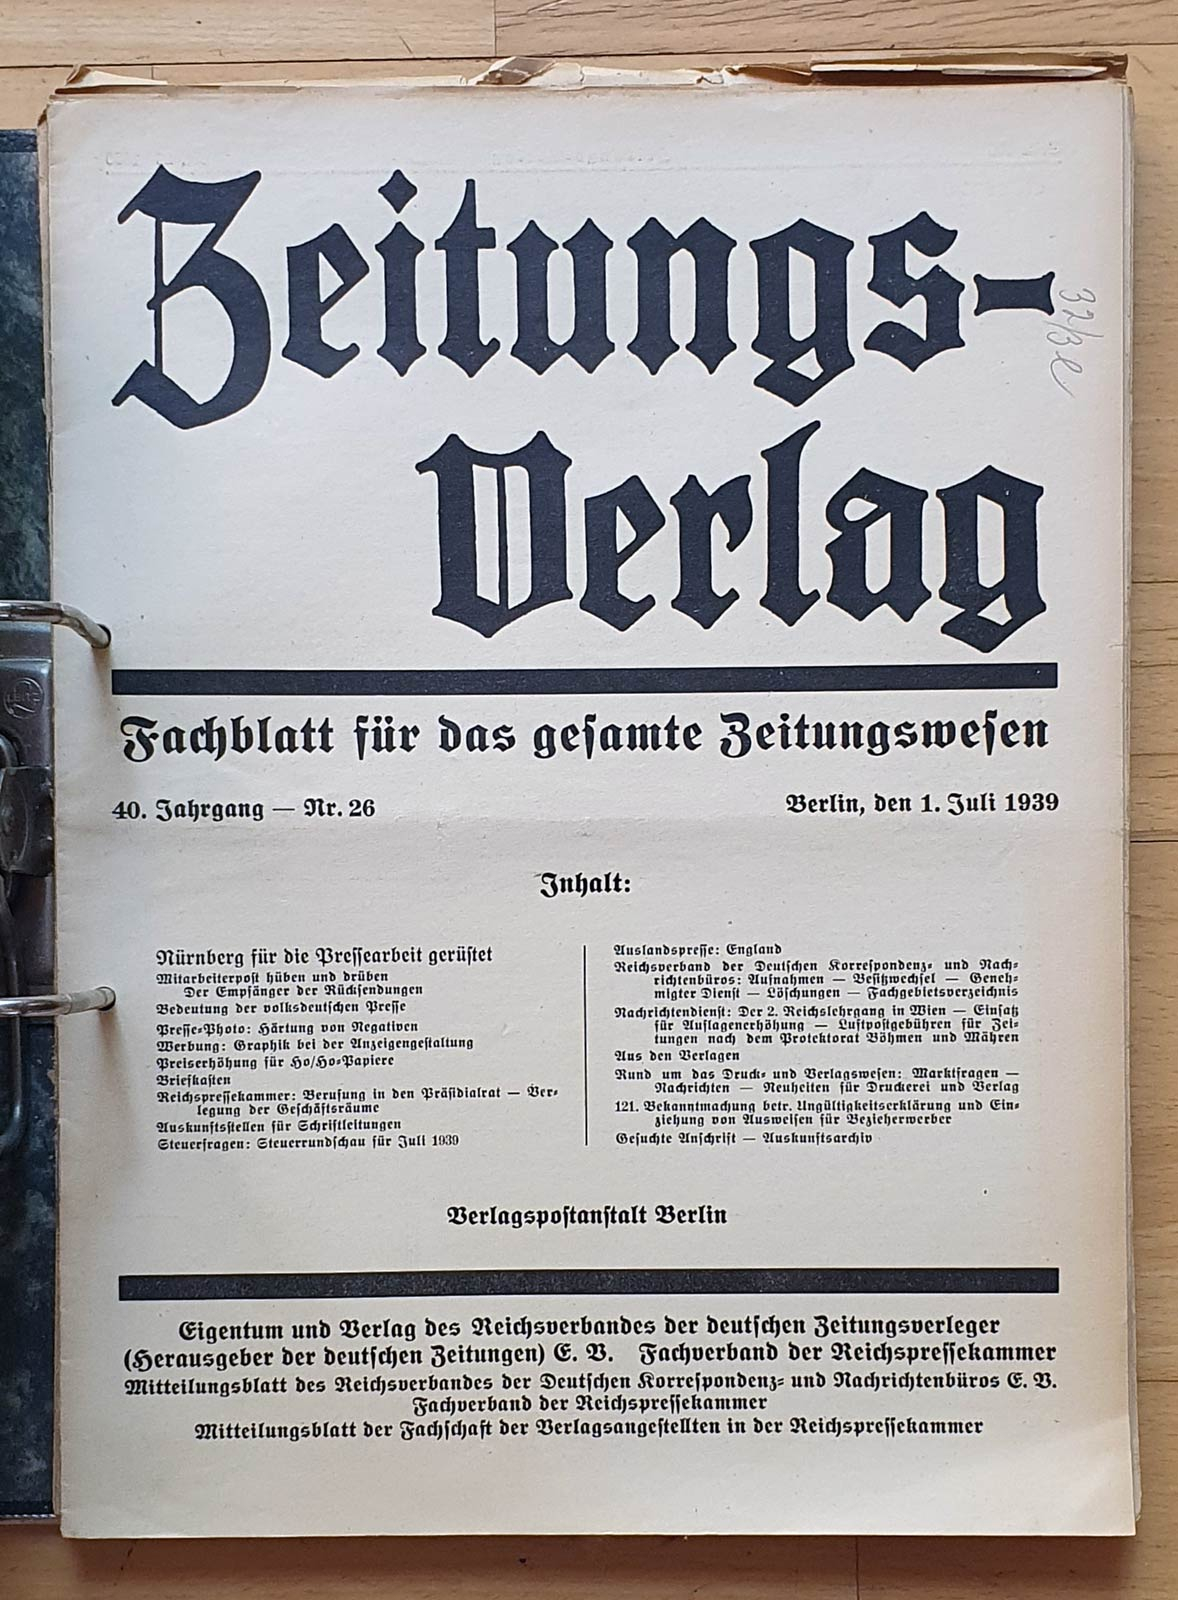 Zeitungs-
Verlag
Fachblatt für das gesamte Zeitungswesen
40. Jahrgang — Nr. 26
Berlin, den 1. Juli 1939
Inhalt:
Nürnberg für die Pressearbeit gerüstet
Mitarbeiterpost hüben und drüben
Der Empfänger der Rücksendungen
Bedeutung der volksdeutschen Presse
Presse-Photo: Härtung von Negativen
Werbung: Graphik bei der Anzeigengestaltung
Preiserhöhung für Ho/Ho-Papiere
Briefkasten
Reichspressekammer: Berufung in den Präsidialrat — Ver-
legung der Geschäftsräume
Auskunftsstellen für Schriftleitungen
Steuerfragen: Steuerrundschau für Juli 1939
Auslandspresse: England
Reichsverband der Deutschen Korrespondenz- und Nach-
richtenbüros: Aufnahmen — Besitzwechsel — Geneh-
migter Dienst — Löschungen — Fachgebietsverzeichnis
Nachrichtendienst: Der 2. Reichslehrgang in Wien — Einsatz
für Auflagenerhöhung — Luftpostgebühren für Zei-
tungen nach dem Protektorat Böhmen und Mähren
Aus den Verlagen
Rund um das Druck- und Verlagswesen: Marktfragen —
Nachrichten — Neuheiten für Druckerei und Verlag
121. Bekanntmachung betr. Ungültigkeitserklärung und Ein-
ziehung von Ausweisen für Bezieherwerber
Gesuchte Anschrift — Auskunftsarchiv
Verlagspostanstalt Berlin
Eigentum und Verlag des Reichsverbandes der deutschen Zeitungsverleger
(Herausgeber der deutschen Zeitungen) E. V. Fachverband der Reichspressekammer
Mitteilungsblatt des Reichsverbandes der Deutschen Korrespondenz- und Nachrichtenbüros E. V.
Fachverband der Reichspressekammer
Mitteilungsblatt der Fachschaft der Verlagsangestellten in der Reichspressekammer